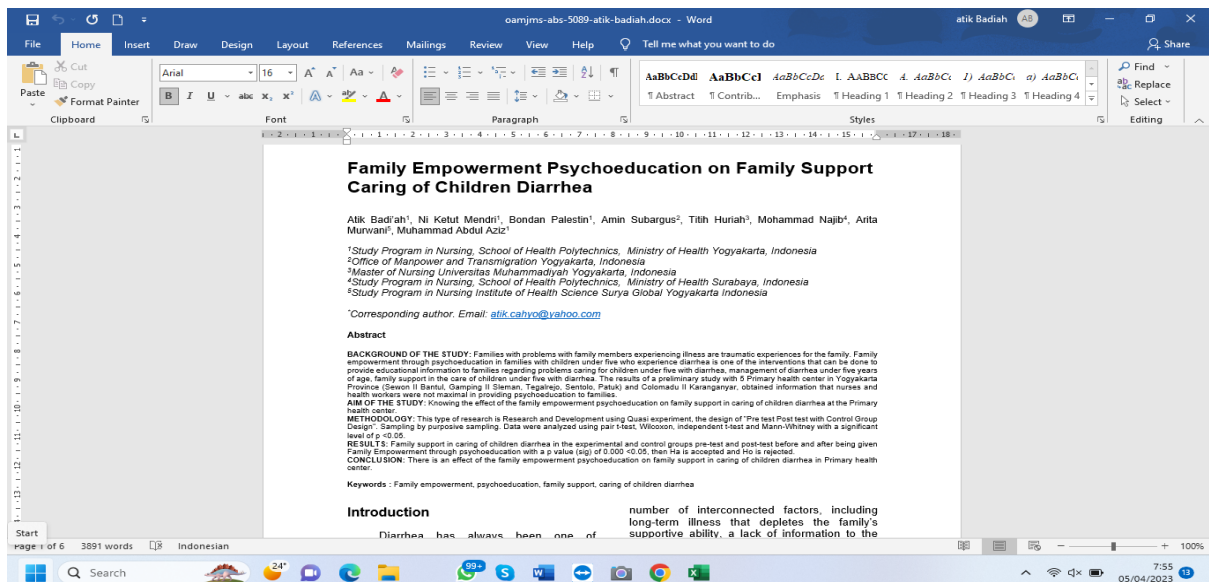 oamjms-abs-5089-atik-badiah.docx - Word
atik Badiah AB
File Home Insert Draw Design Layout References Mailings Review View Help Tell me what you want to do Share
Paste
Cut
Copy
Format Painter
Clipboard
Arial 16
Font
Paragraph
AaBbCcDdI AaBbCcI AaBbCcDc I. AABBCC A. AaBbCc 1) AaBbCc a) AaBbCc
¶ Abstract ¶ Contrib... Emphasis ¶ Heading 1 ¶ Heading 2 ¶ Heading 3 ¶ Heading 4
Styles
Find
Replace
Select
Editing
Family Empowerment Psychoeducation on Family Support
Caring of Children Diarrhea
Atik Badi'ah¹, Ni Ketut Mendri¹, Bondan Palestin¹, Amin Subargus², Titih Huriah³, Mohammad Najib⁴, Arita
Murwani⁵, Muhammad Abdul Aziz¹
¹Study Program in Nursing, School of Health Polytechnics, Ministry of Health Yogyakarta, Indonesia
²Office of Manpower and Transmigration Yogyakarta, Indonesia
³Master of Nursing Universitas Muhammadiyah Yogyakarta, Indonesia
⁴Study Program in Nursing, School of Health Polytechnics, Ministry of Health Surabaya, Indonesia
⁵Study Program in Nursing Institute of Health Science Surya Global Yogyakarta Indonesia
*Corresponding author. Email: atik.cahyo@yahoo.com
Abstract
BACKGROUND OF THE STUDY: Families with problems with family members experiencing illness are traumatic experiences for the family. Family
empowerment through psychoeducation in families with children under five who experience diarrhea is one of the interventions that can be done to
provide educational information to families regarding problems caring for children under five with diarrhea, management of diarrhea under five years
of age, family support in the care of children under five with diarrhea. The results of a preliminary study with 5 Primary health center in Yogyakarta
Province (Sewon II Bantul, Gamping II Sleman, Tegalrejo, Sentolo, Patuk) and Colomadu II Karanganyar, obtained information that nurses and
health workers were not maximal in providing psychoeducation to families.
AIM OF THE STUDY: Knowing the effect of the family empowerment psychoeducation on family support in caring of children diarrhea at the Primary
health center.
METHODOLOGY: This type of research is Research and Development using Quasi experiment, the design of "Pre test Post test with Control Group
Design". Sampling by purposive sampling. Data were analyzed using pair t-test, Wilcoxon, independent t-test and Mann-Whitney with a significant
level of p <0.05.
RESULTS: Family support in caring of children diarrhea in the experimental and control groups pre-test and post-test before and after being given
Family Empowerment through psychoeducation with a p value (sig) of 0.000 <0.05, then Ha is accepted and Ho is rejected.
CONCLUSION: There is an effect of the family empowerment psychoeducation on family support in caring of children diarrhea in Primary health
center.
Keywords : Family empowerment, psychoeducation, family support, caring of children diarrhea
Introduction
Diarrhea has always been one of
number of interconnected factors, including
long-term illness that depletes the family's
supportive ability, a lack of information to the
Start
Page 1 of 6 3891 words Indonesian
100%
Search
24°
99+
7:55
05/04/2023
13